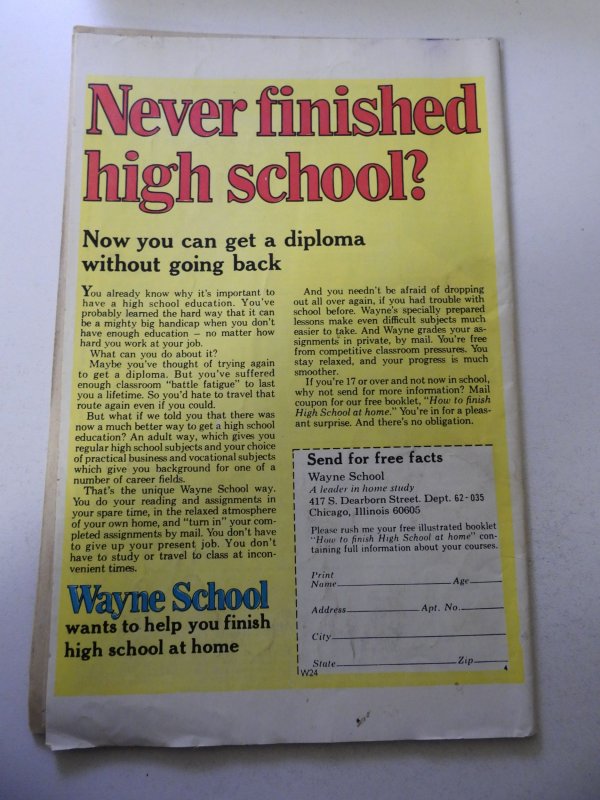 Never finished
high school?
Now you can get a diploma
without going back
You already know why it's important to
have a high school education. You've
probably learned the hard way that it can
be a mighty big handicap when you don't
have enough education — no matter how
hard you work at your job.
What can you do about it?
Maybe you've thought of trying again
to get a diploma. But you've suffered
enough classroom "battle fatigue" to last
you a lifetime. So you'd hate to travel that
route again even if you could.
But what if we told you that there was
now a much better way to get a high school
education? An adult way, which gives you
regular high school subjects and your choice
of practical business and vocational subjects
which give you background for one of a
number of career fields.
That's the unique Wayne School way.
You do your reading and assignments in
your spare time, in the relaxed atmosphere
of your own home, and "turn in" your com-
pleted assignments by mail. You don't have
to give up your present job. You don't
have to study or travel to class at incon-
venient times.
Wayne School
wants to help you finish
high school at home
And you needn't be afraid of dropping
out all over again, if you had trouble with
school before. Wayne's specially prepared
lessons make even difficult subjects much
easier to take. And Wayne grades your as-
signments in private, by mail. You're free
from competitive classroom pressures. You
stay relaxed, and your progress is much
smoother.
If you're 17 or over and not now in school,
why not send for more information? Mail
coupon for our free booklet, "How to finish
High School at home." You're in for a pleas-
ant surprise. And there's no obligation.
Send for free facts
Wayne School
A leader in home study
417 S. Dearborn Street. Dept. 62-035
Chicago, Illinois 60605
Please rush me your free illustrated booklet
"How to finish High School at home" con-
taining full information about your courses.
Print
Name Age
Address Apt. No.
City
State Zip
W24 4